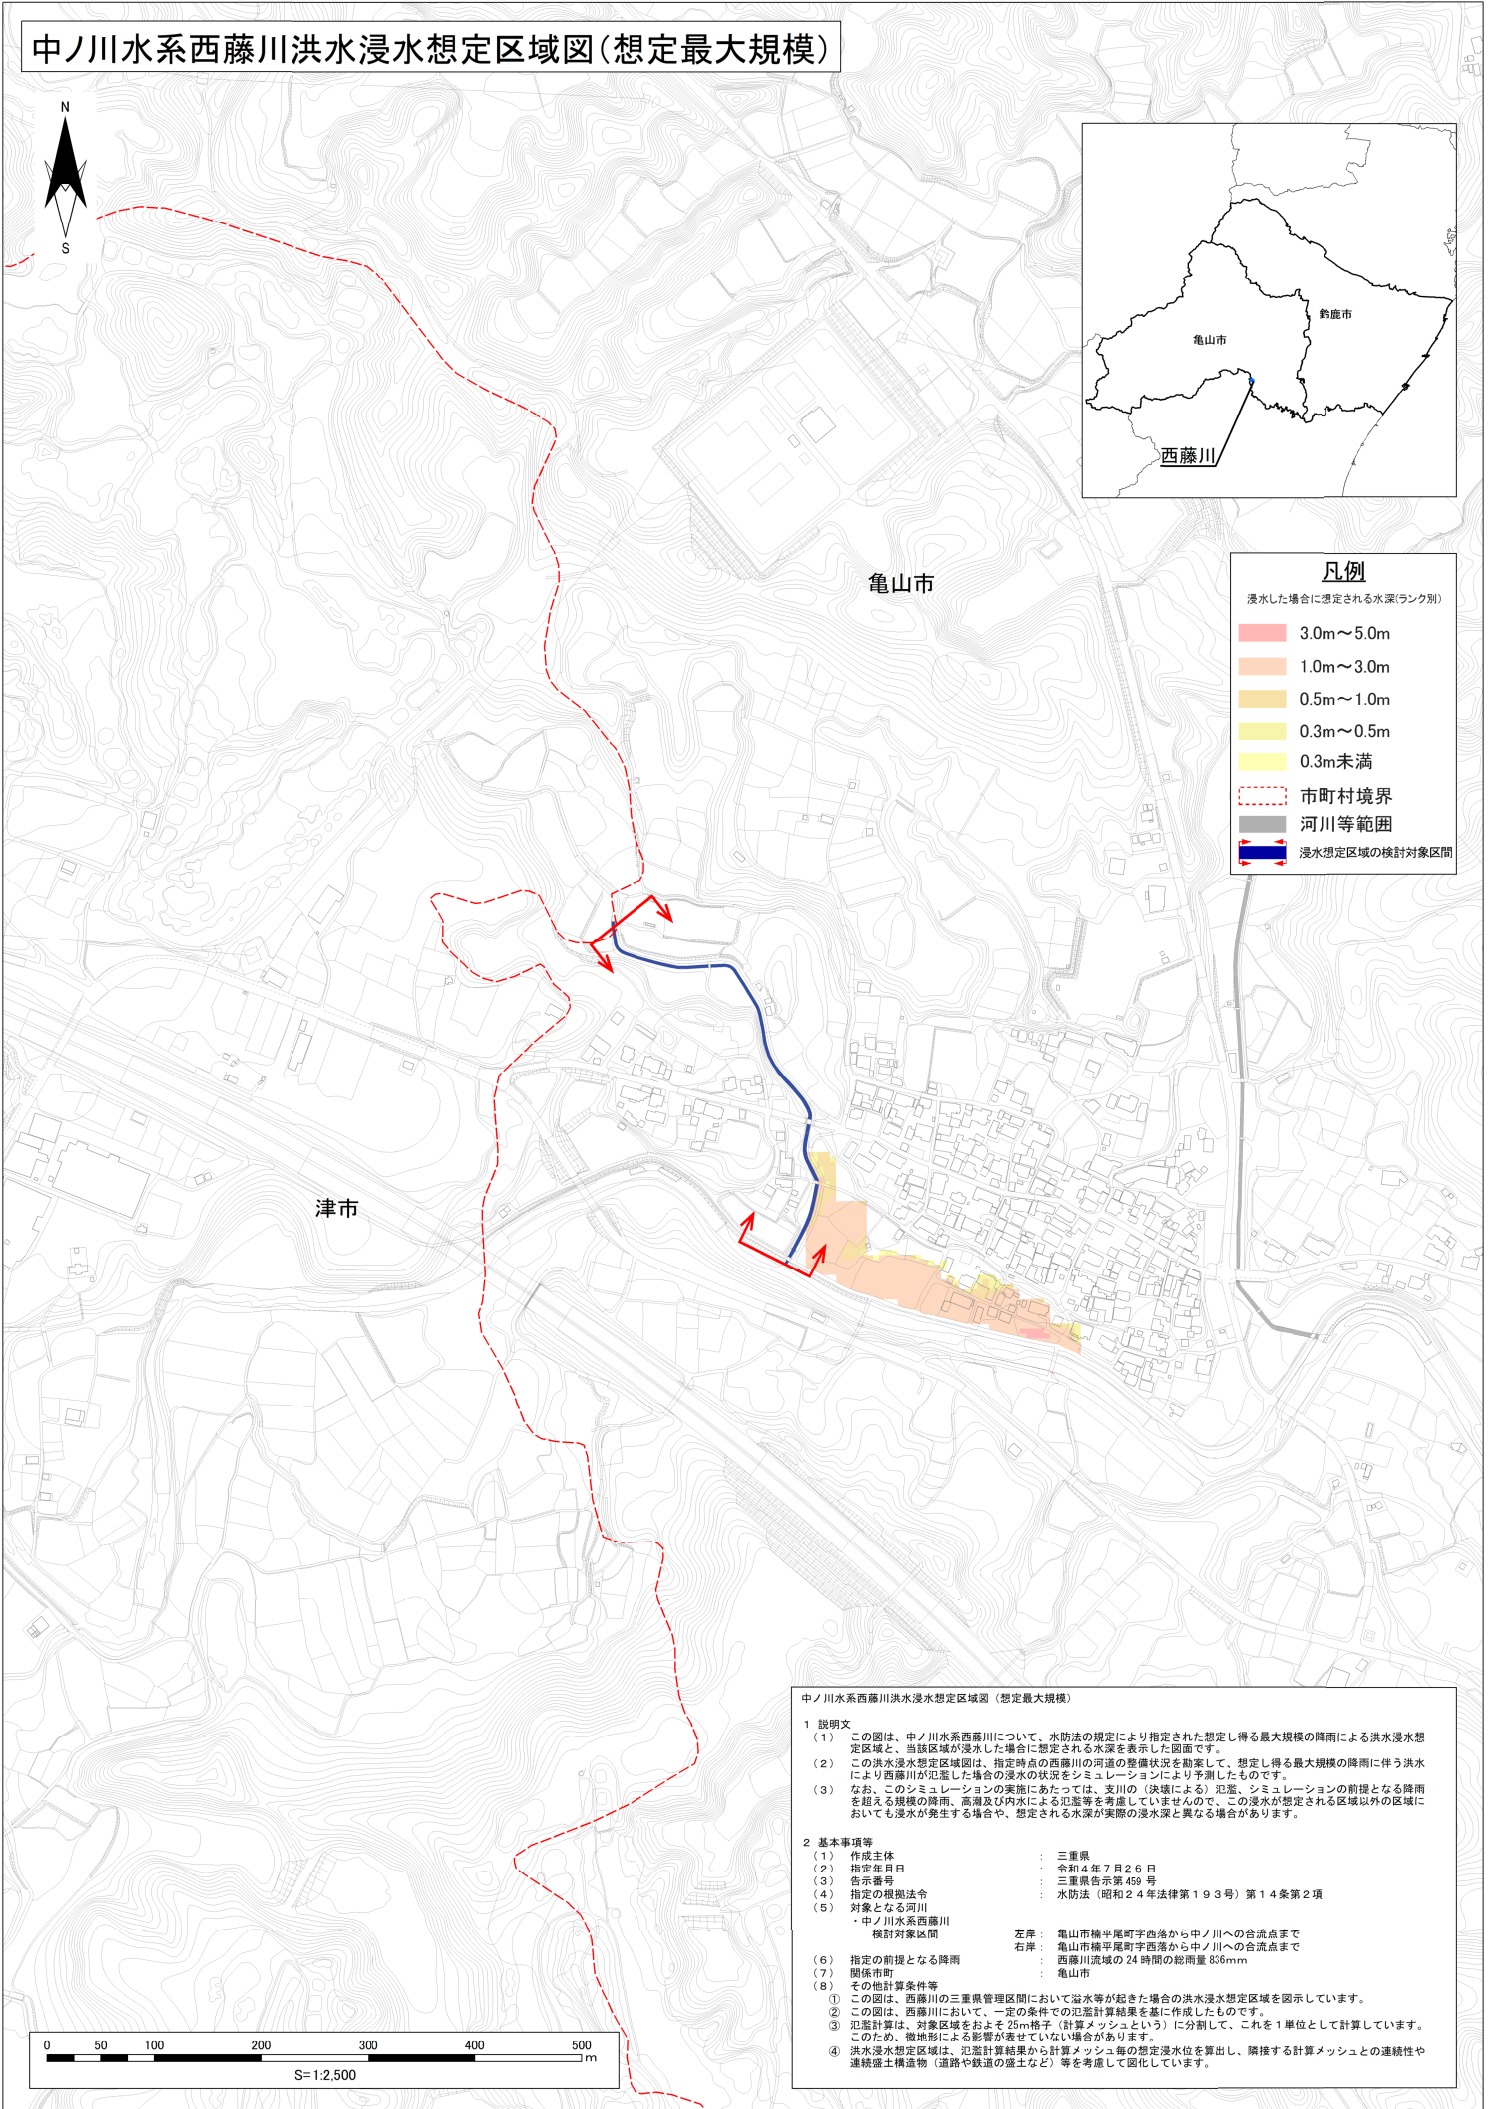 中ノ川水系西藤川洪水浸水想定区域図(想定最大規模)
N
S
鈴鹿市
亀山市
西藤川
亀山市
凡例
浸水した場合に想定される水深(ランク別)
3.0m～5.0m
1.0m～3.0m
0.5m～1.0m
0.3m～0.5m
0.3m未満
市町村境界
河川等範囲
浸水想定区域の検討対象区間
津市
中ノ川水系西藤川洪水浸水想定区域図（想定最大規模）
1 説明文
（1） この図は、中ノ川水系西藤川について、水防法の規定により指定された想定し得る最大規模の降雨による洪水浸水想
定区域と、当該区域が浸水した場合に想定される水深を表示した図面です。
（2） この洪水浸水想定区域図は、指定時点の西藤川の河道の整備状況を勘案して、想定し得る最大規模の降雨に伴う洪水
により西藤川が氾濫した場合の浸水の状況をシミュレーションにより予測したものです。
（3） なお、このシミュレーションの実施にあたっては、支川の（決壊による）氾濫、シミュレーションの前提となる降雨
を超える規模の降雨、高潮及び内水による氾濫等を考慮していませんので、この浸水が想定される区域以外の区域に
おいても浸水が発生する場合や、想定される水深が実際の浸水深と異なる場合があります。
2 基本事項等
（1） 作成主体 ： 三重県
（2） 指定年月日 ： 令和４年７月２６日
（3） 告示番号 ： 三重県告示第 459 号
（4） 指定の根拠法令 ： 水防法（昭和２４年法律第１９３号）第１４条第２項
（5） 対象となる河川
・中ノ川水系西藤川
検討対象区間 左岸： 亀山市楠平尾町字西落から中ノ川への合流点まで
右岸： 亀山市楠平尾町字西落から中ノ川への合流点まで
（6） 指定の前提となる降雨 ： 西藤川流域の 24 時間の総雨量 836mm
（7） 関係市町 ： 亀山市
（8） その他計算条件等
① この図は、西藤川の三重県管理区間において溢水等が起きた場合の洪水浸水想定区域を図示しています。
② この図は、西藤川において、一定の条件での氾濫計算結果を基に作成したものです。
③ 氾濫計算は、対象区域をおよそ 25m格子（計算メッシュという）に分割して、これを１単位として計算しています。
このため、微地形による影響が表せていない場合があります。
④ 洪水浸水想定区域は、氾濫計算結果から計算メッシュ毎の想定浸水位を算出し、隣接する計算メッシュとの連続性や
連続盛土構造物（道路や鉄道の盛土など）等を考慮して図化しています。
0 50 100 200 300 400 500
m
S=1:2,500